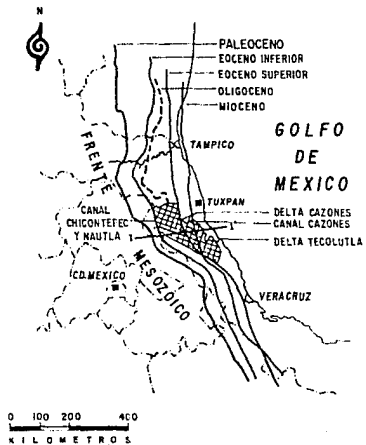 N
PALEOCENO
EOCENO INFERIOR
EOCENO SUPERIOR
OLIGOCENO
MIOCENO
GOLFO
DE
MEXICO
TAMPICO
FRENTE
TUXPAN
CANAL
CHICONTEPEC
Y NAUTLA
DELTA CAZONES
CANAL CAZONES
DELTA TECOLUTLA
CD. MEXICO
MESOZOICO
VERACRUZ
0 100 200 400
KILOMETROS